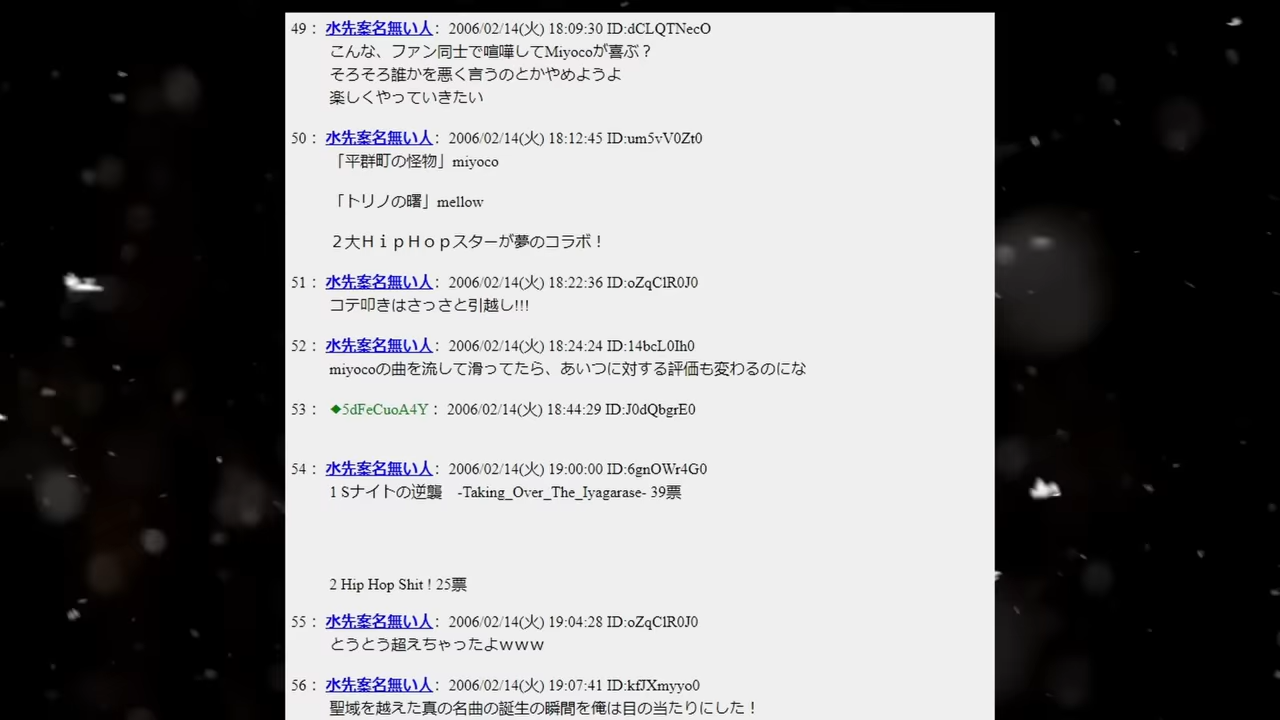 49 : 水先案名無い人: 2006/02/14(火) 18:09:30 ID:dCLQTNecO
こんな、ファン同士で喧嘩してMiyocoが喜ぶ？
そろそろ誰かを悪く言うのとかやめようよ
楽しくやっていきたい
50 : 水先案名無い人: 2006/02/14(火) 18:12:45 ID:um5vV0Zt0
「平群町の怪物」miyoco
「トリノの曙」mellow
２大ＨｉｐＨｏｐスターが夢のコラボ！
51 : 水先案名無い人: 2006/02/14(火) 18:22:36 ID:oZqClR0J0
コテ叩きはさっさと引越し!!!
52 : 水先案名無い人: 2006/02/14(火) 18:24:24 ID:14bcL0Ih0
miyocoの曲を流して滑ってたら、あいつに対する評価も変わるのにな
53 : ◆5dFeCuoA4Y : 2006/02/14(火) 18:44:29 ID:J0dQbgrE0
54 : 水先案名無い人: 2006/02/14(火) 19:00:00 ID:6gnOWr4G0
1 Sナイトの逆襲　-Taking_Over_The_Iyagarase- 39票
2 Hip Hop Shit ! 25票
55 : 水先案名無い人: 2006/02/14(火) 19:04:28 ID:oZqClR0J0
とうとう超えちゃったよｗｗｗ
56 : 水先案名無い人: 2006/02/14(火) 19:07:41 ID:kfJXmyyo0
聖域を越えた真の名曲の誕生の瞬間を俺は目の当たりにした！